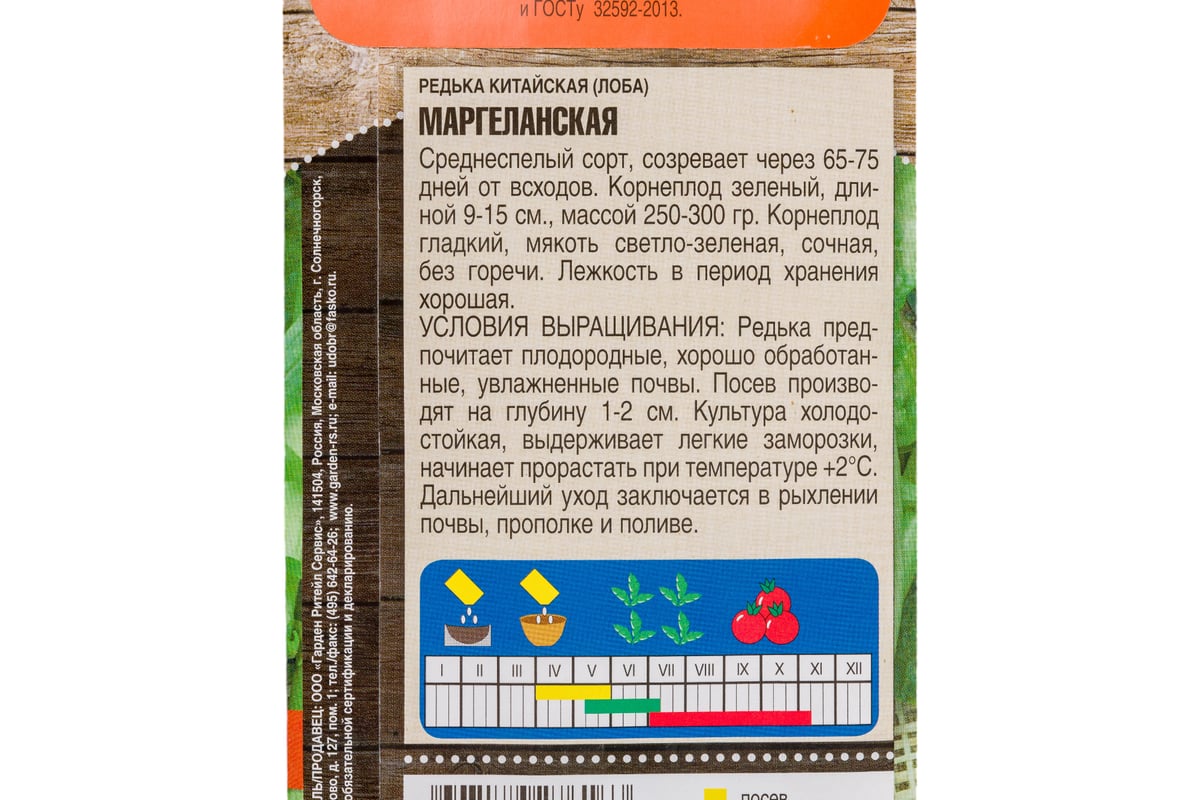 и ГОСТу 32592-2013.
РЕДЬКА КИТАЙСКАЯ (ЛОБА)
МАРГЕЛАНСКАЯ
Среднеспелый сорт, созревает через 65-75
дней от всходов. Корнеплод зеленый, дли-
ной 9-15 см., массой 250-300 гр. Корнеплод
гладкий, мякоть светло-зеленая, сочная,
без горечи. Лежкость в период хранения
хорошая.
УСЛОВИЯ ВЫРАЩИВАНИЯ: Редька пред-
почитает плодородные, хорошо обработан-
ные, увлажненные почвы. Посев произво-
дят на глубину 1-2 см. Культура холодо-
стойкая, выдерживает легкие заморозки,
начинает прорастать при температуре +2°С.
Дальнейший уход заключается в рыхлении
почвы, прополке и поливе.
I II III IV V VI VII VIII IX X XI XII
посев
ЛЬ/ПРОДАВЕЦ: ООО «Гарден Ритейл Сервис», 141504, Россия, Московская область, г. Солнечногорск,
ово, д. 127, пом. 1; тел./факс: (495) 642-64-26; www.garden-rs.ru; e-mail: udobr@fasko.ru.
обязательной сертификации и декларированию.